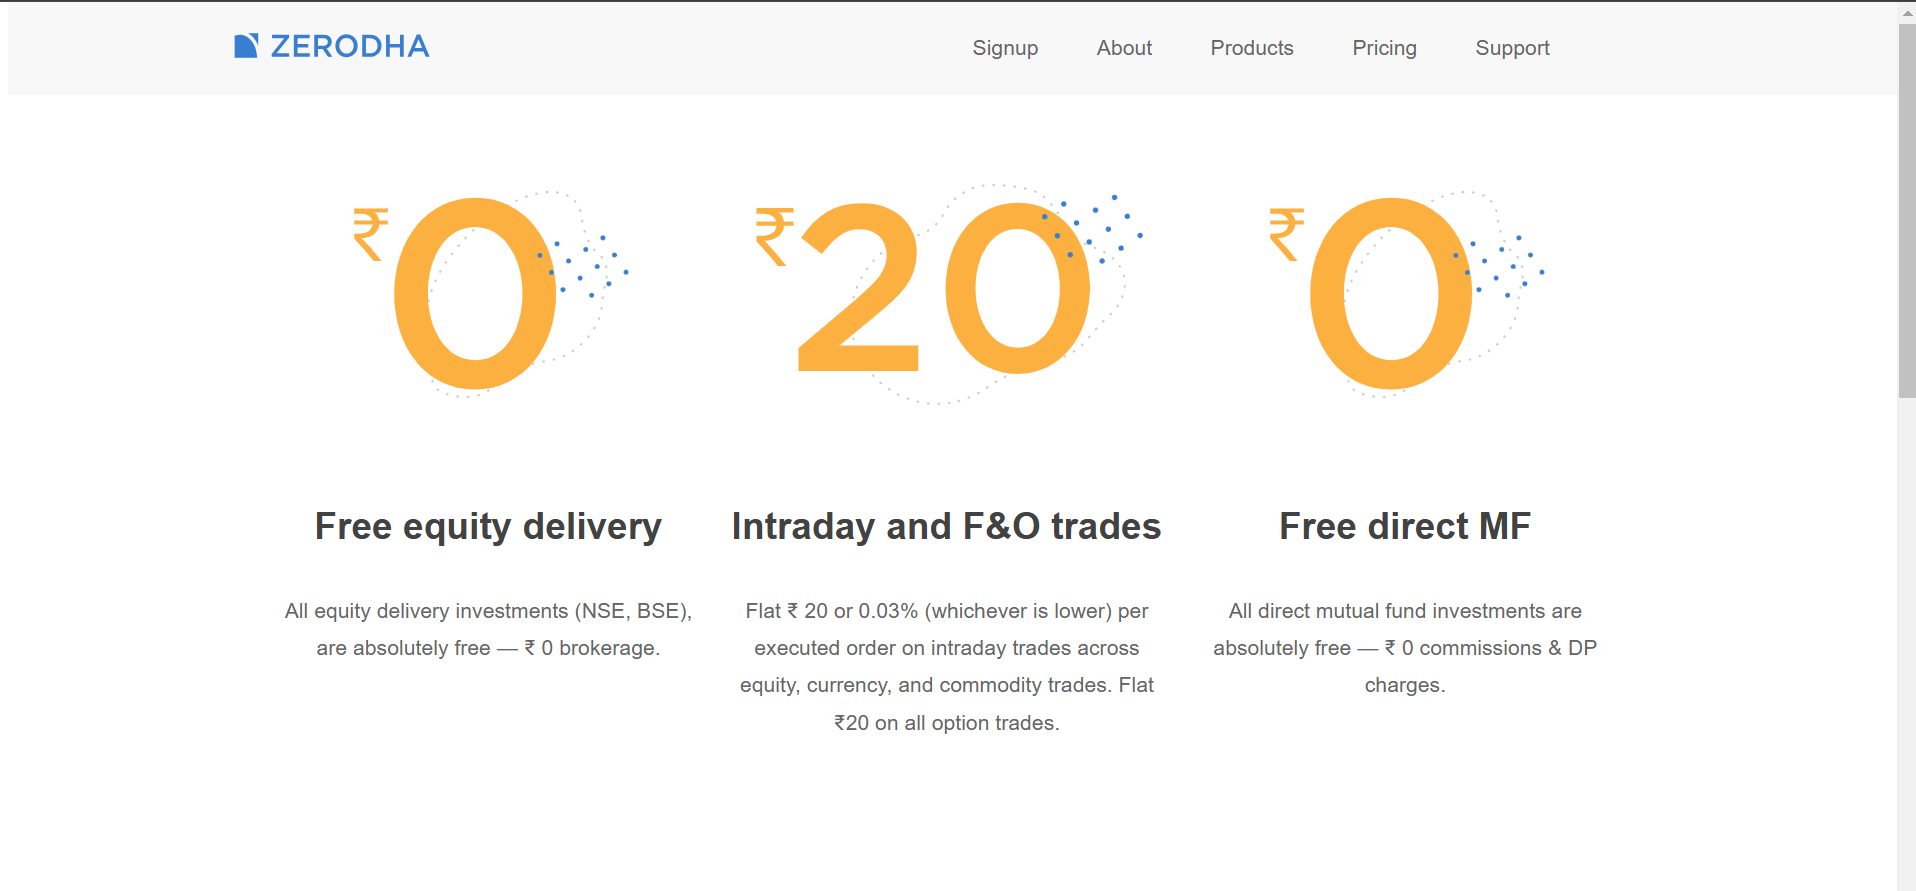 ZERODHA
Signup
About
Products
Pricing
Support
₹0
₹20
₹0
Free equity delivery
All equity delivery investments (NSE, BSE),
are absolutely free — ₹ 0 brokerage.
Intraday and F&O trades
Flat ₹ 20 or 0.03% (whichever is lower) per
executed order on intraday trades across
equity, currency, and commodity trades. Flat
₹20 on all option trades.
Free direct MF
All direct mutual fund investments are
absolutely free — ₹ 0 commissions & DP
charges.